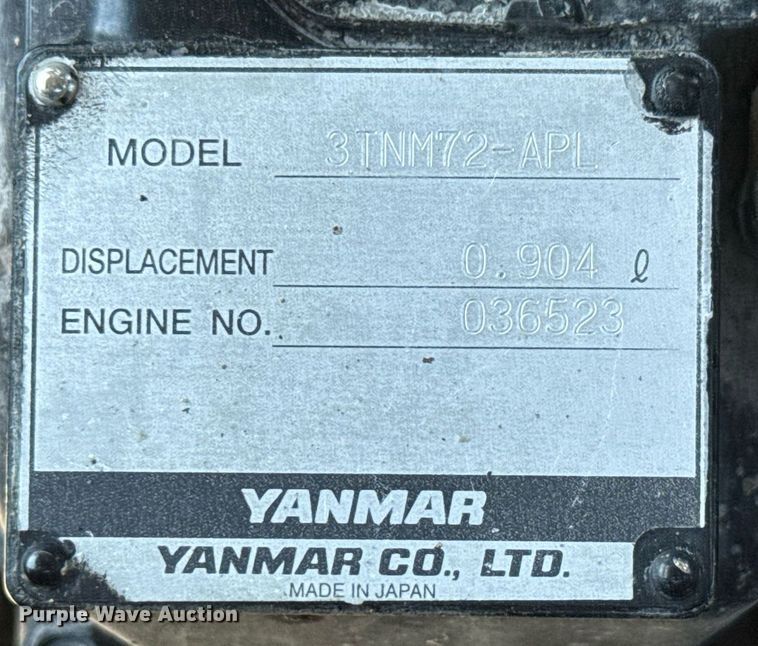 MODEL 3TNM72-APL
DISPLACEMENT 0.904 ℓ
ENGINE NO. 036523
YANMAR
YANMAR CO., LTD.
MADE IN JAPAN
Purple Wave Auction